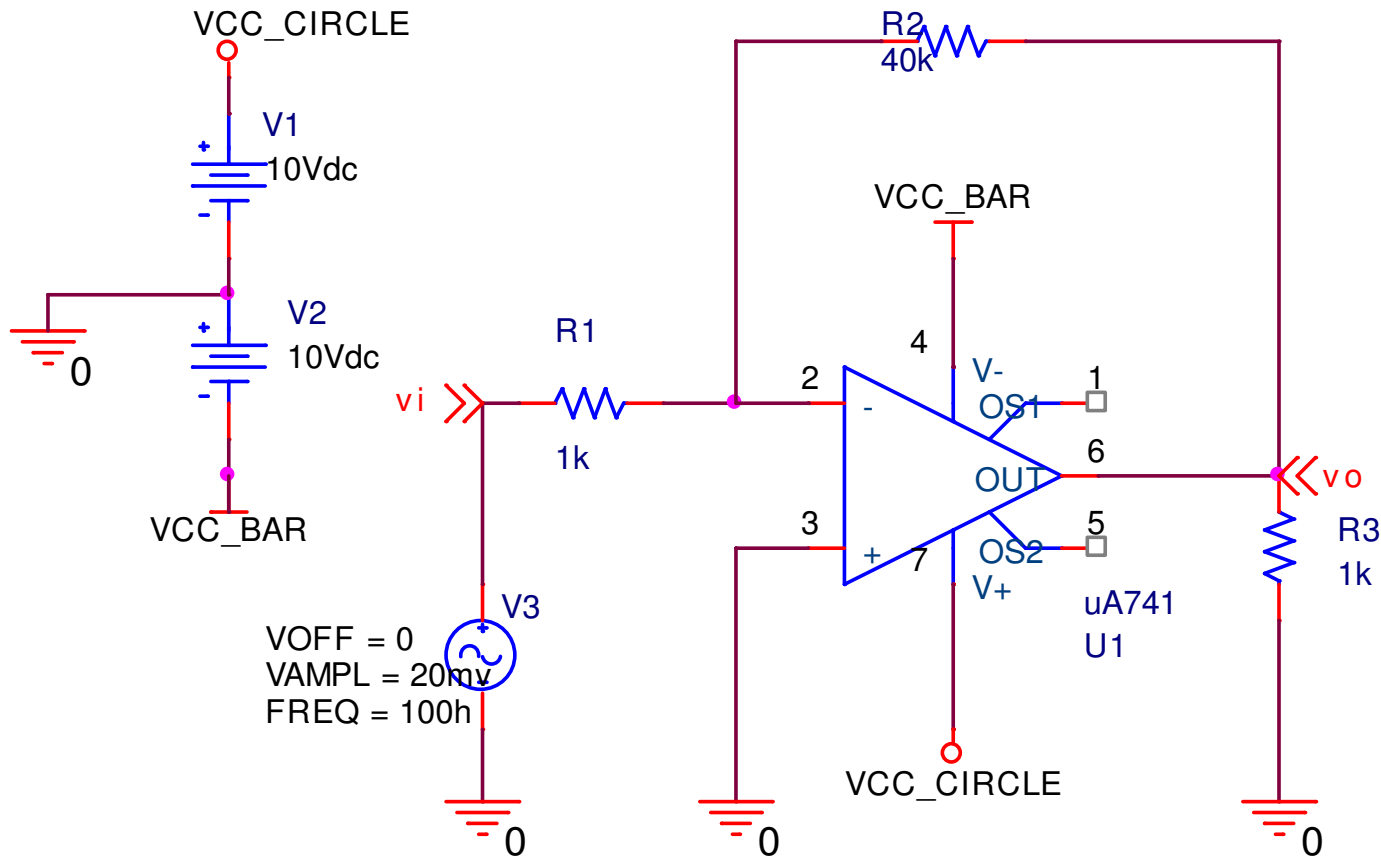 VCC_CIRCLE
V1
10Vdc
0
V2
10Vdc
VCC_BAR
vi
R1
1k
V3
VOFF = 0
VAMPL = 20mv
FREQ = 100h
0
R2
40k
VCC_BAR
4
V-
2
-
OS1
1
6
OUT
vo
3
+
7
OS2
5
V+
uA741
U1
R3
1k
VCC_CIRCLE
0
0